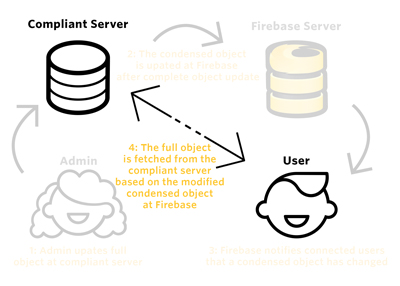 Compliant Server
Firebase Server
2: The condensed object
is upated at Firebase
after complete object update
4: The full object
is fetched from the
compliant server
based on the modified
condensed object
at Firebase
Admin
User
1: Admin upates full
object at compliant server
3: Firebase notifies connected users
that a condensed object has changed